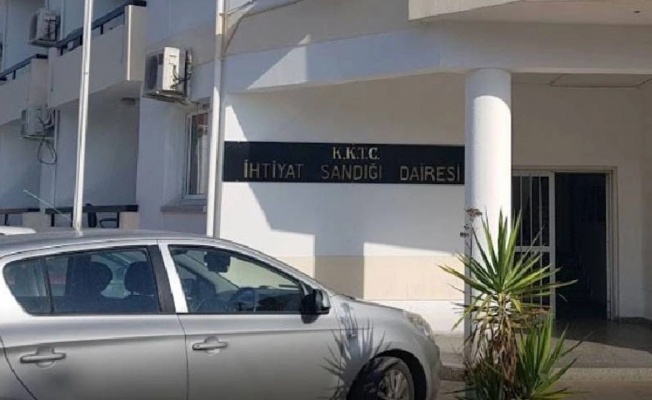 K.K.T.C.
İHTİYAT SANDIĞI DAİRESİ